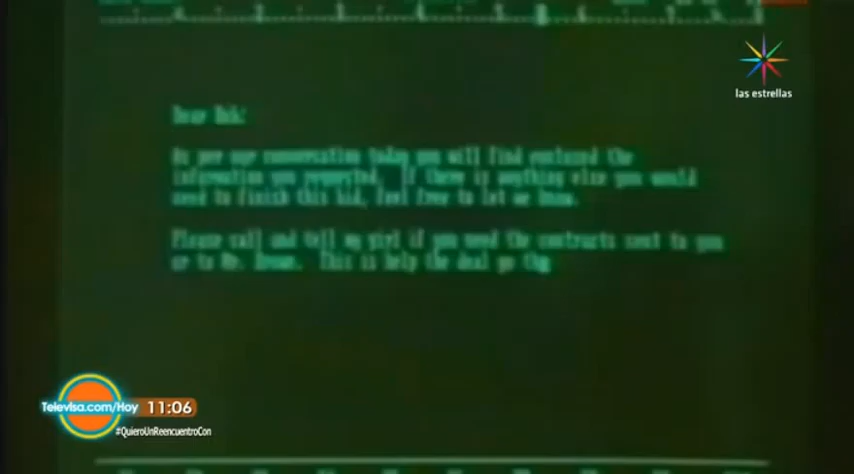 las estrellas
As per our conversation today you will find enclosed the
information you requested. If there is anything else you would
need to finish this bid, feel free to let me know.
Please call and tell my girl if you need the contracts sent to you
or to Mr. This is help the deal go
Televisa.com/Hoy 11:06
#QuieroUnReencuentroCon